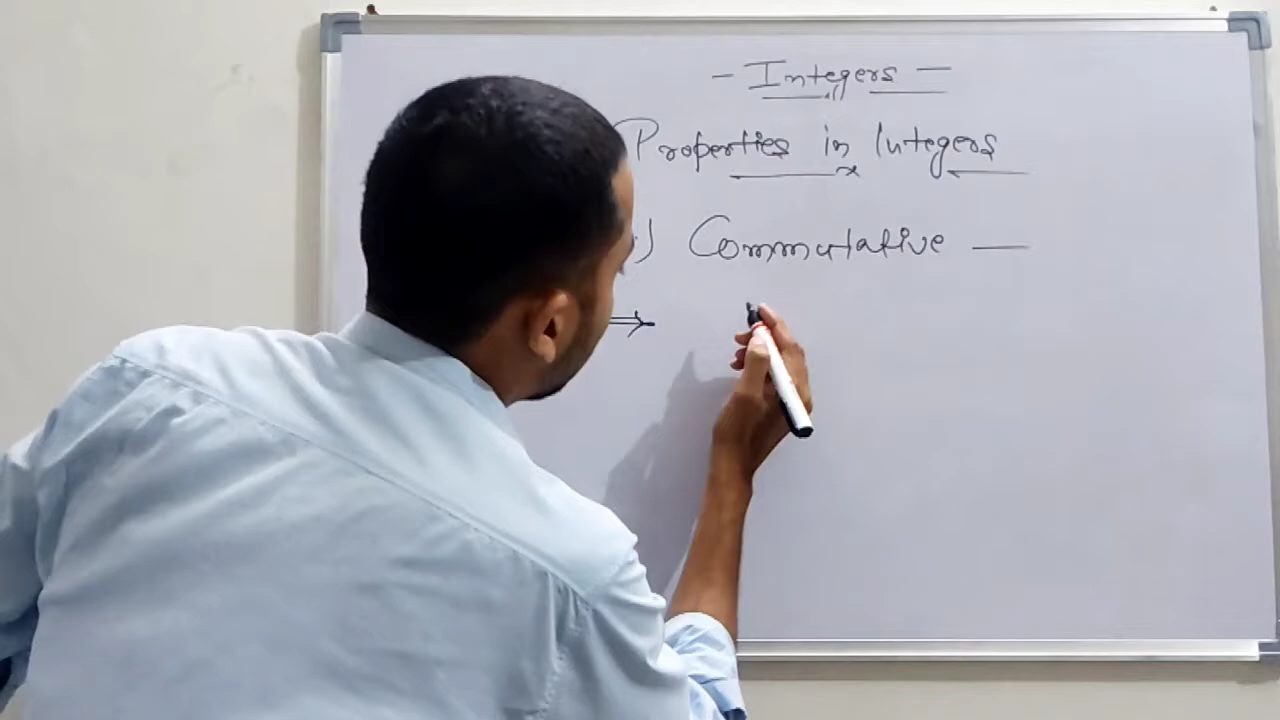 - Integers -
Properties in Integers
i) Commutative -
⇒